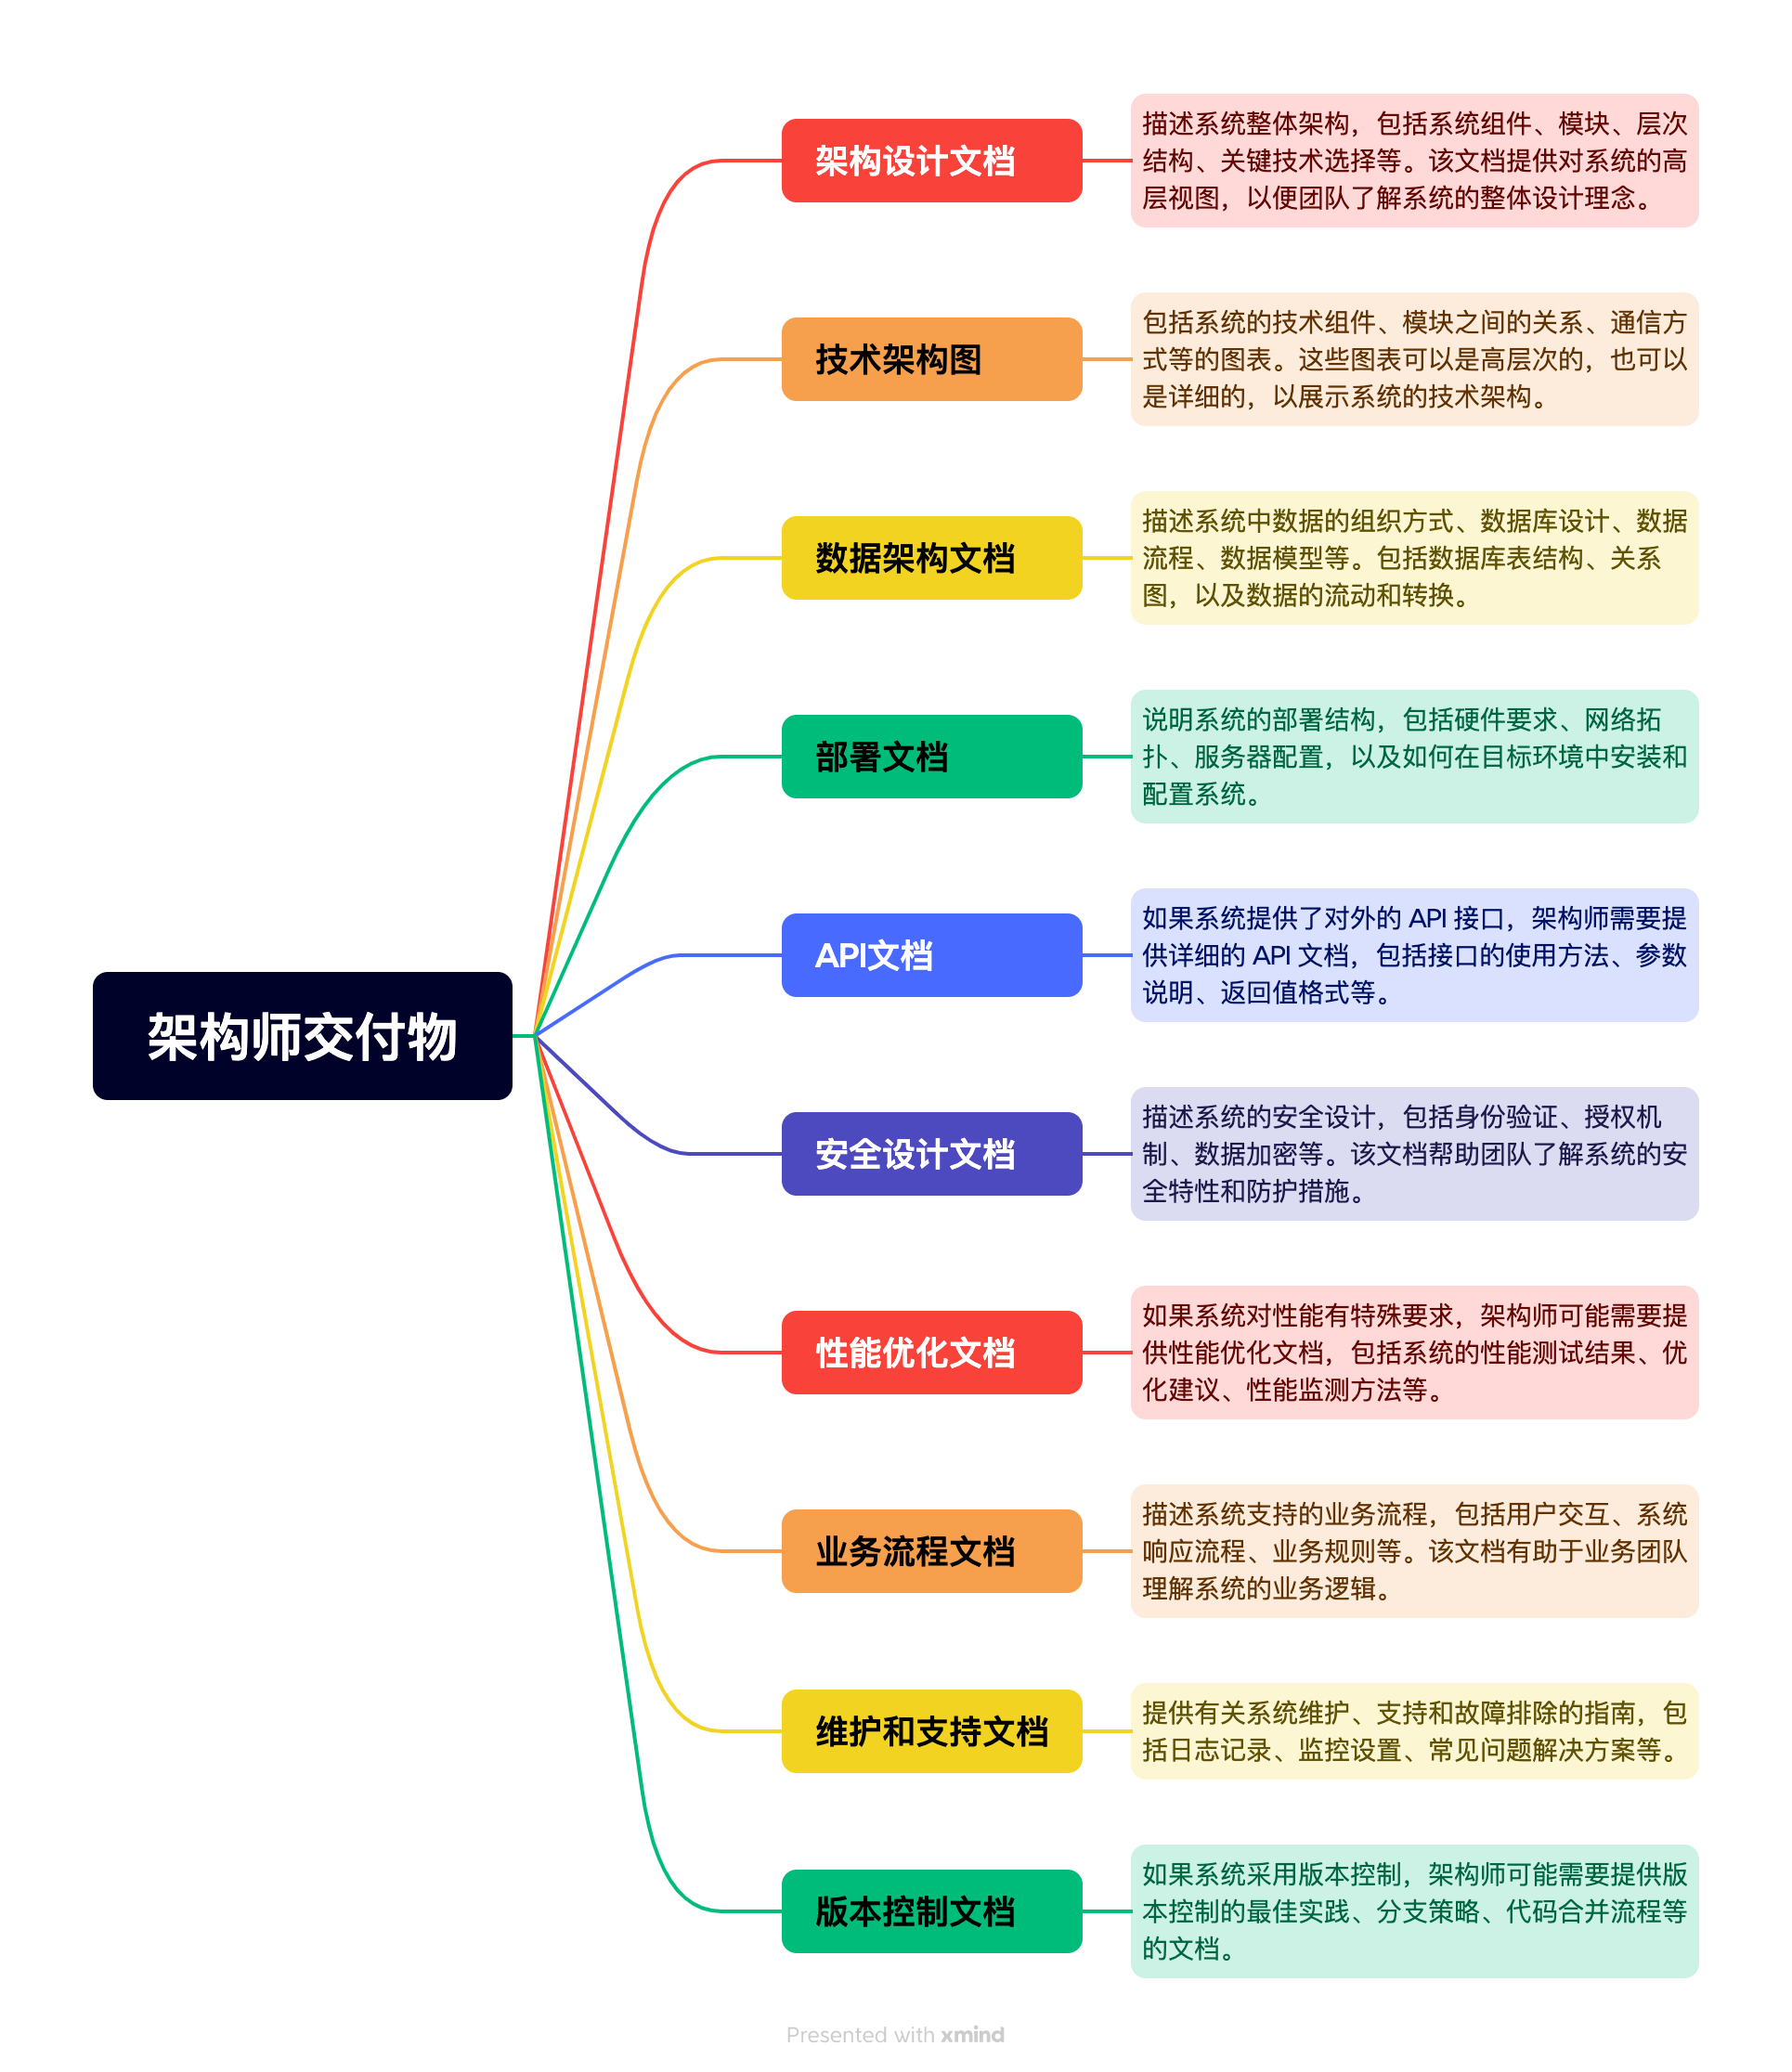 架构师交付物
架构设计文档
描述系统整体架构，包括系统组件、模块、层次
结构、关键技术选择等。该文档提供对系统的高
层视图，以便团队了解系统的整体设计理念。
技术架构图
包括系统的技术组件、模块之间的关系、通信方
式等的图表。这些图表可以是高层次的，也可以
是详细的，以展示系统的技术架构。
数据架构文档
描述系统中数据的组织方式、数据库设计、数据
流程、数据模型等。包括数据库表结构、关系
图，以及数据的流动和转换。
部署文档
说明系统的部署结构，包括硬件要求、网络拓
扑、服务器配置，以及如何在目标环境中安装和
配置系统。
API文档
如果系统提供了对外的 API 接口，架构师需要提
供详细的 API 文档，包括接口的使用方法、参数
说明、返回值格式等。
安全设计文档
描述系统的安全设计，包括身份验证、授权机
制、数据加密等。该文档帮助团队了解系统的安
全特性和防护措施。
性能优化文档
如果系统对性能有特殊要求，架构师可能需要提
供性能优化文档，包括系统的性能测试结果、优
化建议、性能监测方法等。
业务流程文档
描述系统支持的业务流程，包括用户交互、系统
响应流程、业务规则等。该文档有助于业务团队
理解系统的业务逻辑。
维护和支持文档
提供有关系统维护、支持和故障排除的指南，包
括日志记录、监控设置、常见问题解决方案等。
版本控制文档
如果系统采用版本控制，架构师可能需要提供版
本控制的最佳实践、分支策略、代码合并流程等
的文档。
Presented with xmind